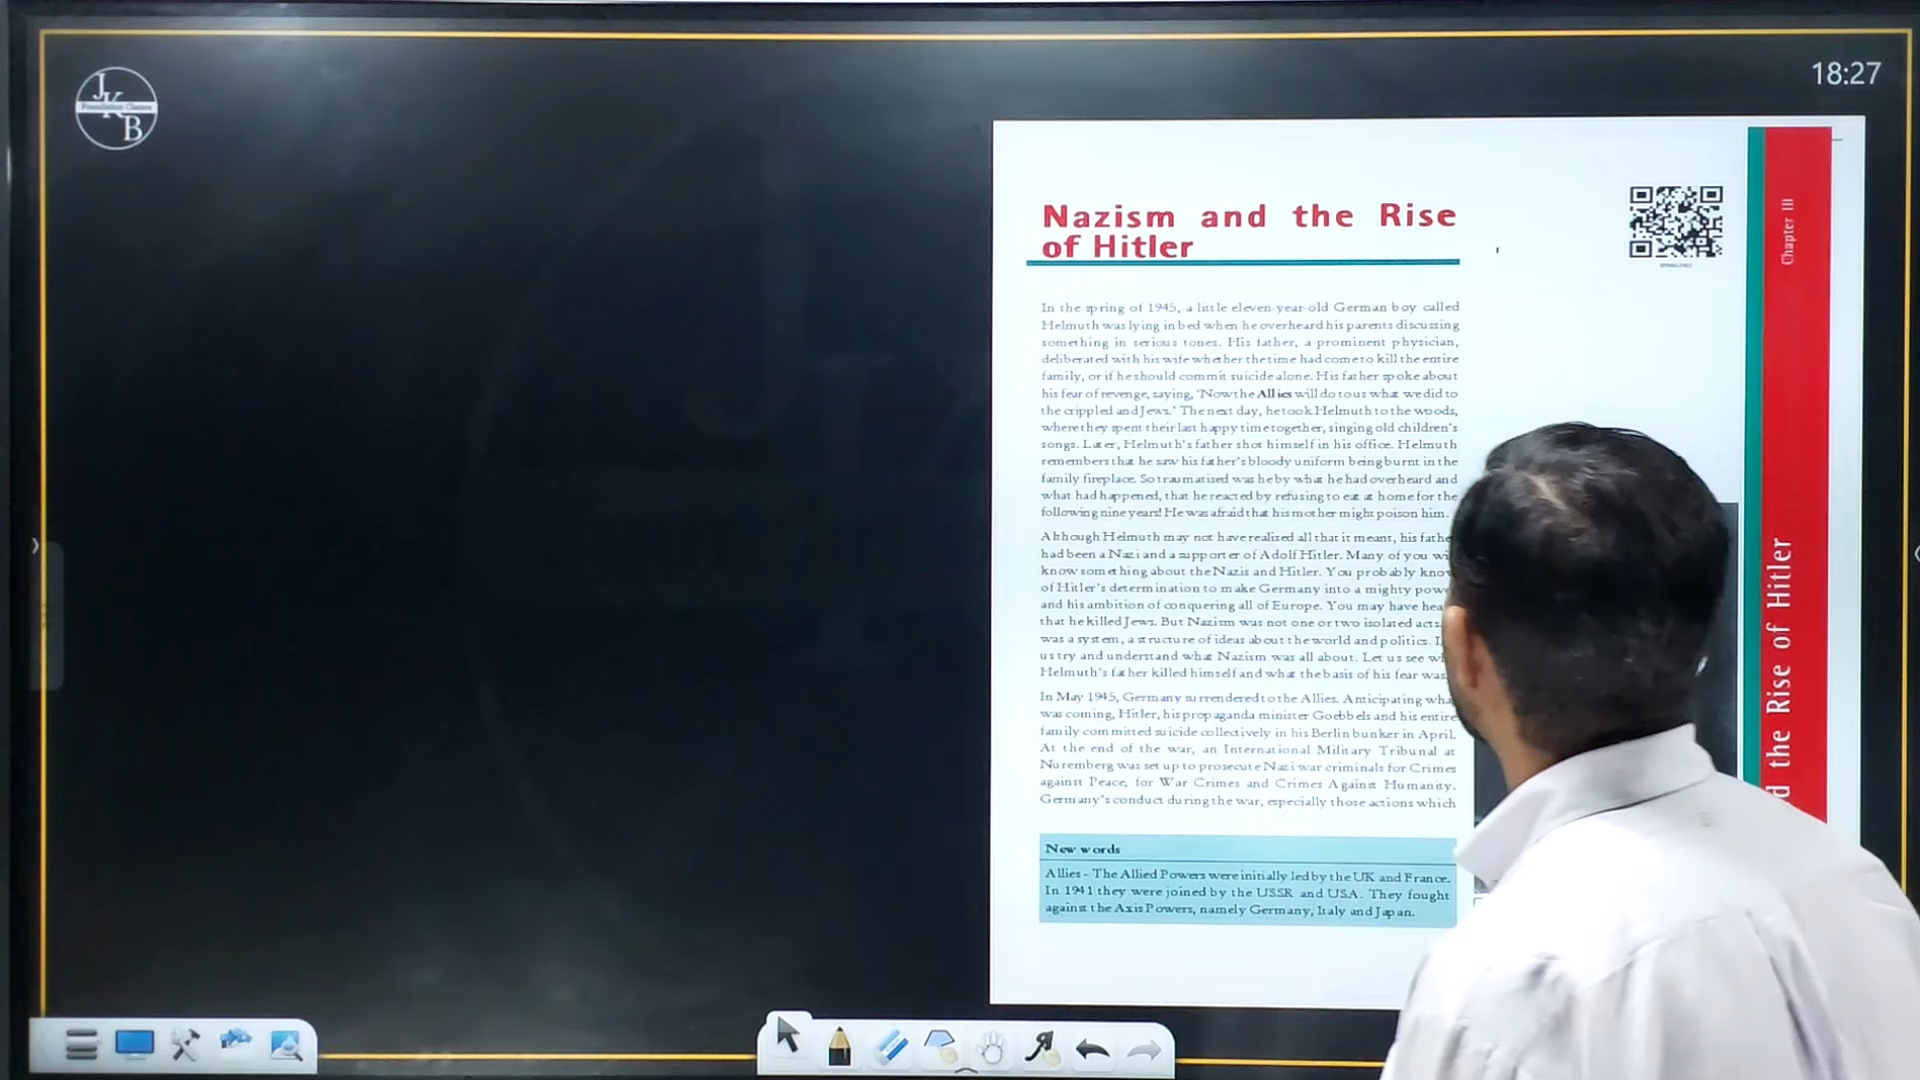 J
K
Foundation Classes
B
18:27
Nazism and the Rise
of Hitler
In the spring of 1945, a little eleven-year-old German boy called
Helmuth was lying in bed when he overheard his parents discussing
something in serious tones. His father, a prominent physician,
deliberated with his wife whether the time had come to kill the entire
family, or if he should commit suicide alone. His father spoke about
his fear of revenge, saying, 'Now the Allies will do to us what we did to
the crippled and Jews.' The next day, he took Helmuth to the woods,
where they spent their last happy time together, singing old children's
songs. Later, Helmuth's father shot himself in his office. Helmuth
remembers that he saw his father's bloody uniform being burnt in the
family fireplace. So traumatised was he by what he had overheard and
what had happened, that he reacted by refusing to eat at home for the
following nine years! He was afraid that his mother might poison him.
Although Helmuth may not have realised all that it meant, his fathe
had been a Nazi and a supporter of Adolf Hitler. Many of you wi
know something about the Nazis and Hitler. You probably know
of Hitler's determination to make Germany into a mighty powe
and his ambition of conquering all of Europe. You may have hea
that he killed Jews. But Nazism was not one or two isolated acts.
was a system, a structure of ideas about the world and politics. L
us try and understand what Nazism was all about. Let us see wh
Helmuth's father killed himself and what the basis of his fear was.
In May 1945, Germany surrendered to the Allies. Anticipating wha
was coming, Hitler, his propaganda minister Goebbels and his entire
family committed suicide collectively in his Berlin bunker in April.
At the end of the war, an International Military Tribunal at
Nuremberg was set up to prosecute Nazi war criminals for Crimes
against Peace, for War Crimes and Crimes Against Humanity.
Germany's conduct during the war, especially those actions which
New words
Allies – The Allied Powers were initially led by the UK and France.
In 1941 they were joined by the USSR and USA. They fought
against the Axis Powers, namely Germany, Italy and Japan.
Chapter III
d the Rise of Hitler